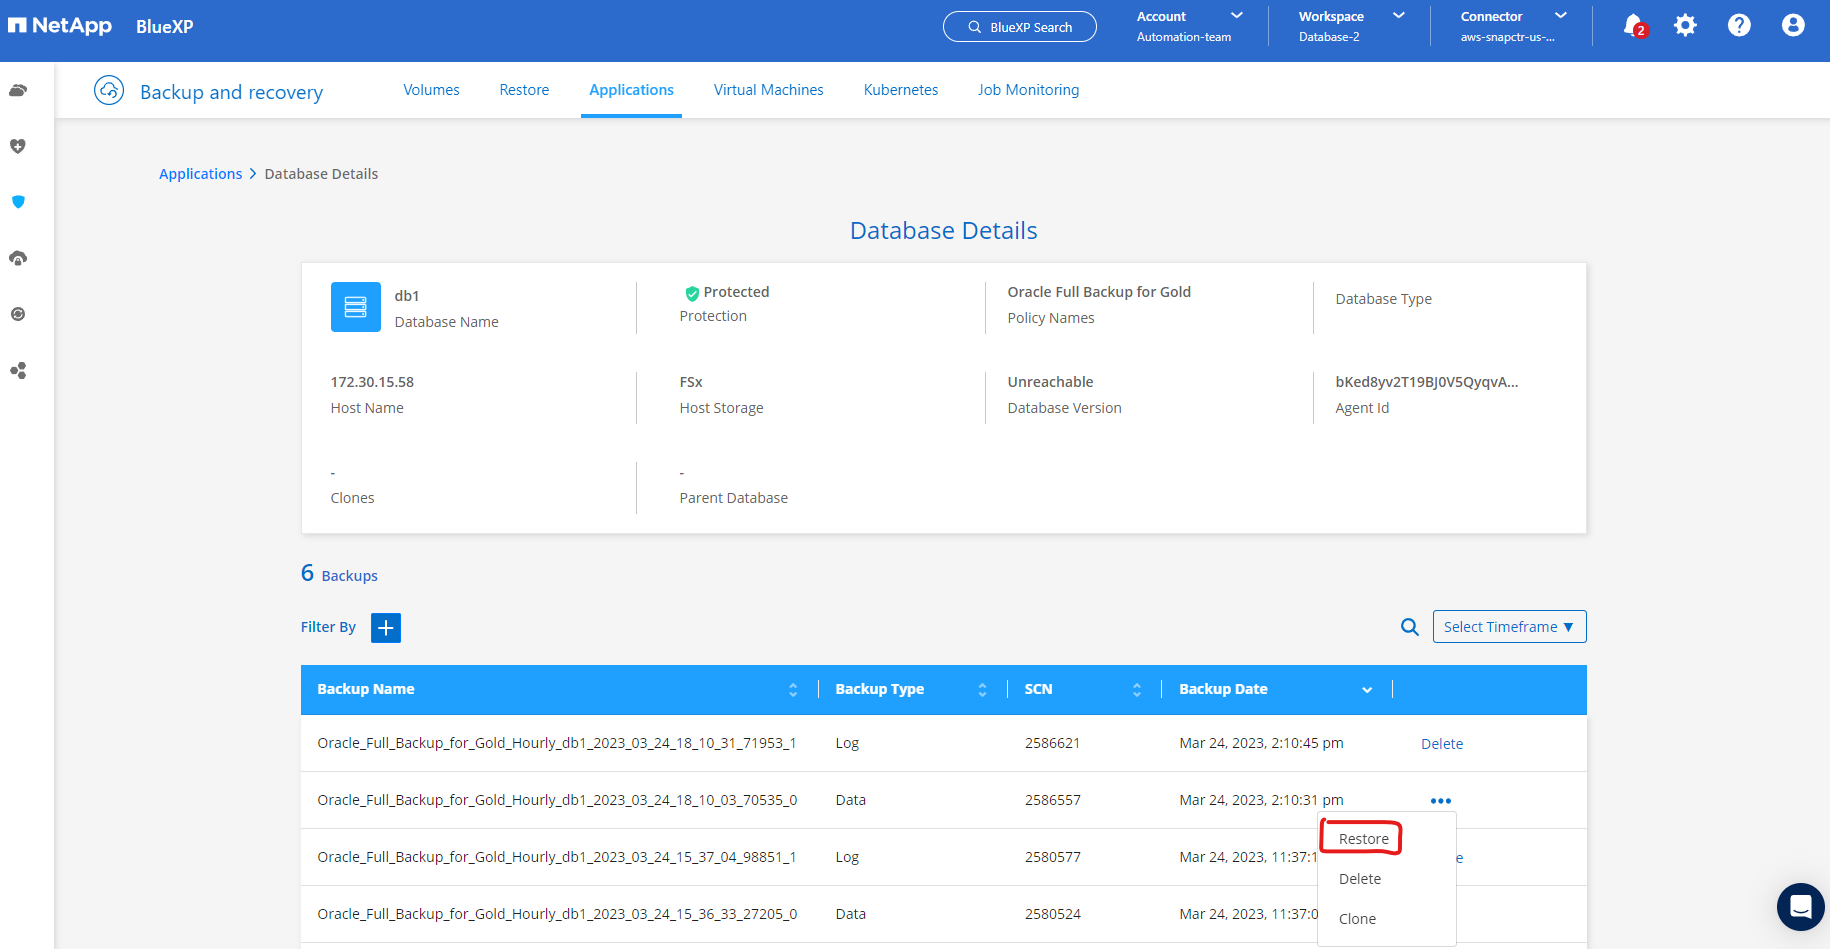 NetApp BlueXP BlueXP Search Account Workspace Connector
Automation-team Database-2 aws-snapctr-us-... 2
Backup and recovery Volumes Restore Applications Virtual Machines Kubernetes Job Monitoring
Applications > Database Details
Database Details
db1 Protected Oracle Full Backup for Gold Database Type
Database Name Protection Policy Names
172.30.15.58 FSx Unreachable bKed8yv2T19BJ0V5QyqvA...
Host Name Host Storage Database Version Agent Id
- -
Clones Parent Database
6 Backups
Filter By + Select Timeframe ▼
Backup Name Backup Type SCN Backup Date
Oracle_Full_Backup_for_Gold_Hourly_db1_2023_03_24_18_10_31_71953_1 Log 2586621 Mar 24, 2023, 2:10:45 pm Delete
Oracle_Full_Backup_for_Gold_Hourly_db1_2023_03_24_18_10_03_70535_0 Data 2586557 Mar 24, 2023, 2:10:31 pm •••
Restore
Oracle_Full_Backup_for_Gold_Hourly_db1_2023_03_24_15_37_04_98851_1 Log 2580577 Mar 24, 2023, 11:37:1
Delete
Oracle_Full_Backup_for_Gold_Hourly_db1_2023_03_24_15_36_33_27205_0 Data 2580524 Mar 24, 2023, 11:37:0
Clone